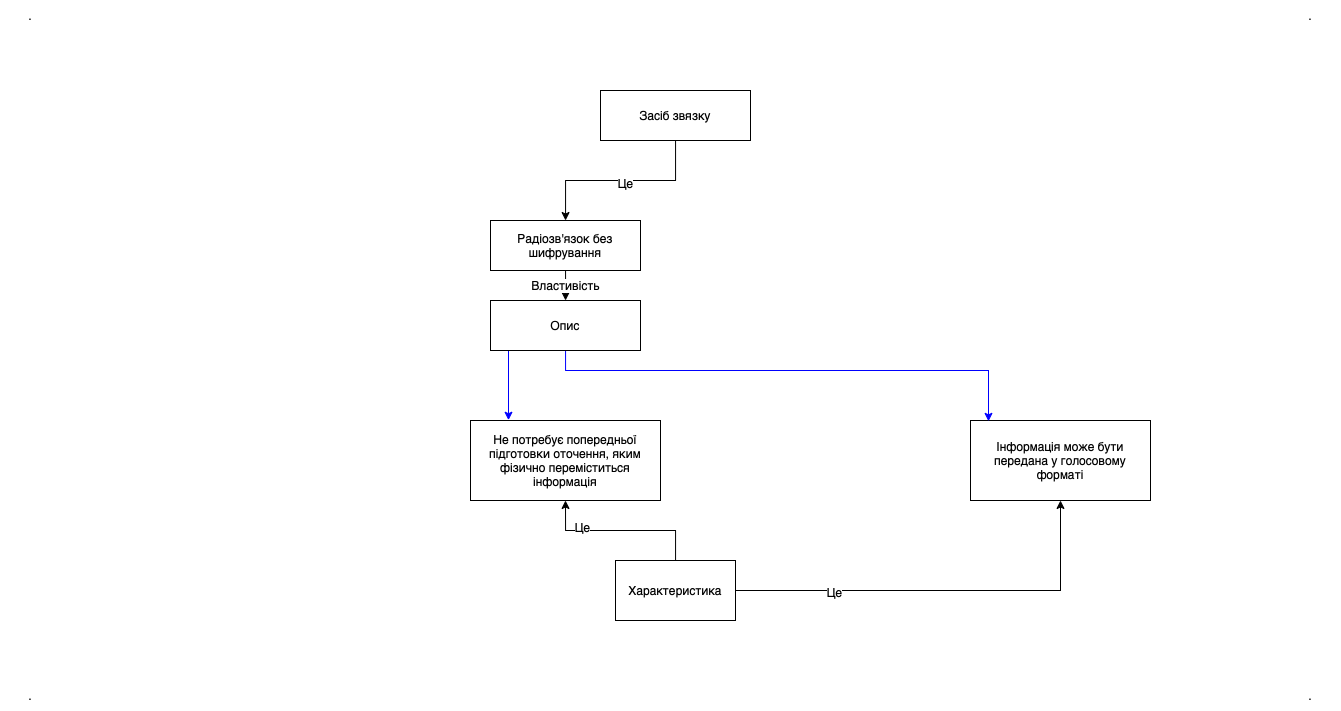 Засіб звязку
Це
Радіозв'язок без
шифрування
Властивість
Опис
Не потребує попередньої
підготовки оточення, яким
фізично переміститься
інформація
Інформація може бути
передана у голосовому
форматі
Це
Характеристика
Це